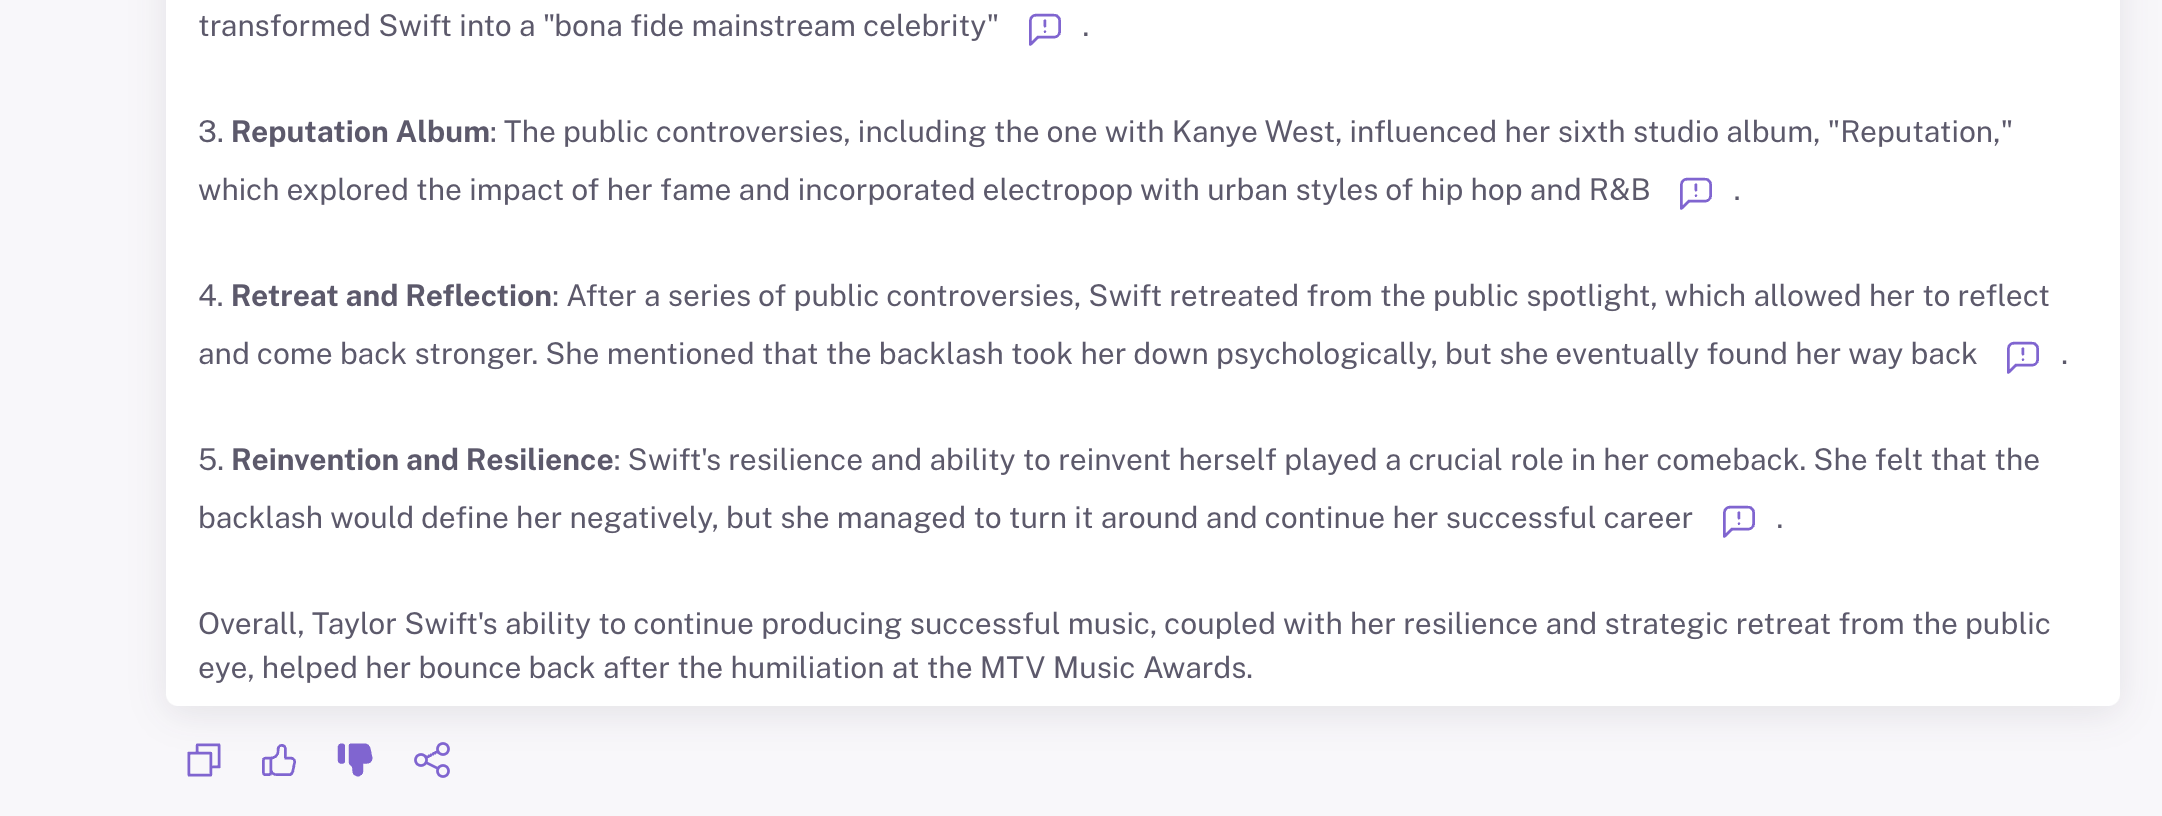 transformed Swift into a "bona fide mainstream celebrity" .
3. Reputation Album: The public controversies, including the one with Kanye West, influenced her sixth studio album, "Reputation,"
which explored the impact of her fame and incorporated electropop with urban styles of hip hop and R&B .
4. Retreat and Reflection: After a series of public controversies, Swift retreated from the public spotlight, which allowed her to reflect
and come back stronger. She mentioned that the backlash took her down psychologically, but she eventually found her way back .
5. Reinvention and Resilience: Swift's resilience and ability to reinvent herself played a crucial role in her comeback. She felt that the
backlash would define her negatively, but she managed to turn it around and continue her successful career .
Overall, Taylor Swift's ability to continue producing successful music, coupled with her resilience and strategic retreat from the public
eye, helped her bounce back after the humiliation at the MTV Music Awards.